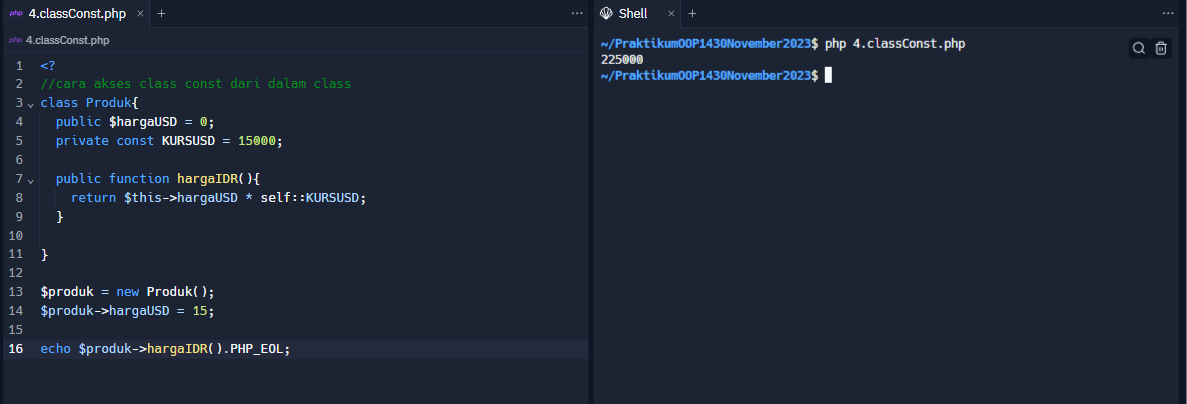 php 4.classConst.php × +
php 4.classConst.php
1 <?
2 //cara akses class const dari dalam class
3 class Produk{
4   public $hargaUSD = 0;
5   private const KURSUSD = 15000;
6
7   public function hargaIDR(){
8     return $this->hargaUSD * self::KURSUSD;
9   }
10
11 }
12
13 $produk = new Produk();
14 $produk->hargaUSD = 15;
15
16 echo $produk->hargaIDR().PHP_EOL;
Shell × +
~/PraktikumOOP1430November2023$ php 4.classConst.php
225000
~/PraktikumOOP1430November2023$